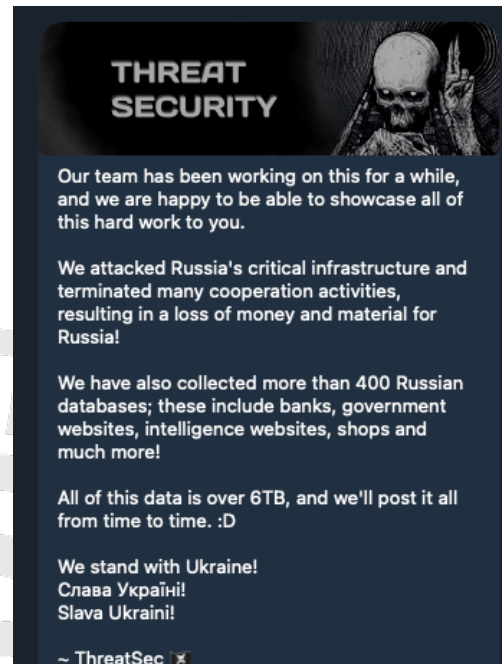 THREAT
SECURITY
Our team has been working on this for a while,
and we are happy to be able to showcase all of
this hard work to you.
We attacked Russia's critical infrastructure and
terminated many cooperation activities,
resulting in a loss of money and material for
Russia!
We have also collected more than 400 Russian
databases; these include banks, government
websites, intelligence websites, shops and
much more!
All of this data is over 6TB, and we'll post it all
from time to time. :D
We stand with Ukraine!
Слава Україні!
Slava Ukraini!
~ ThreatSec